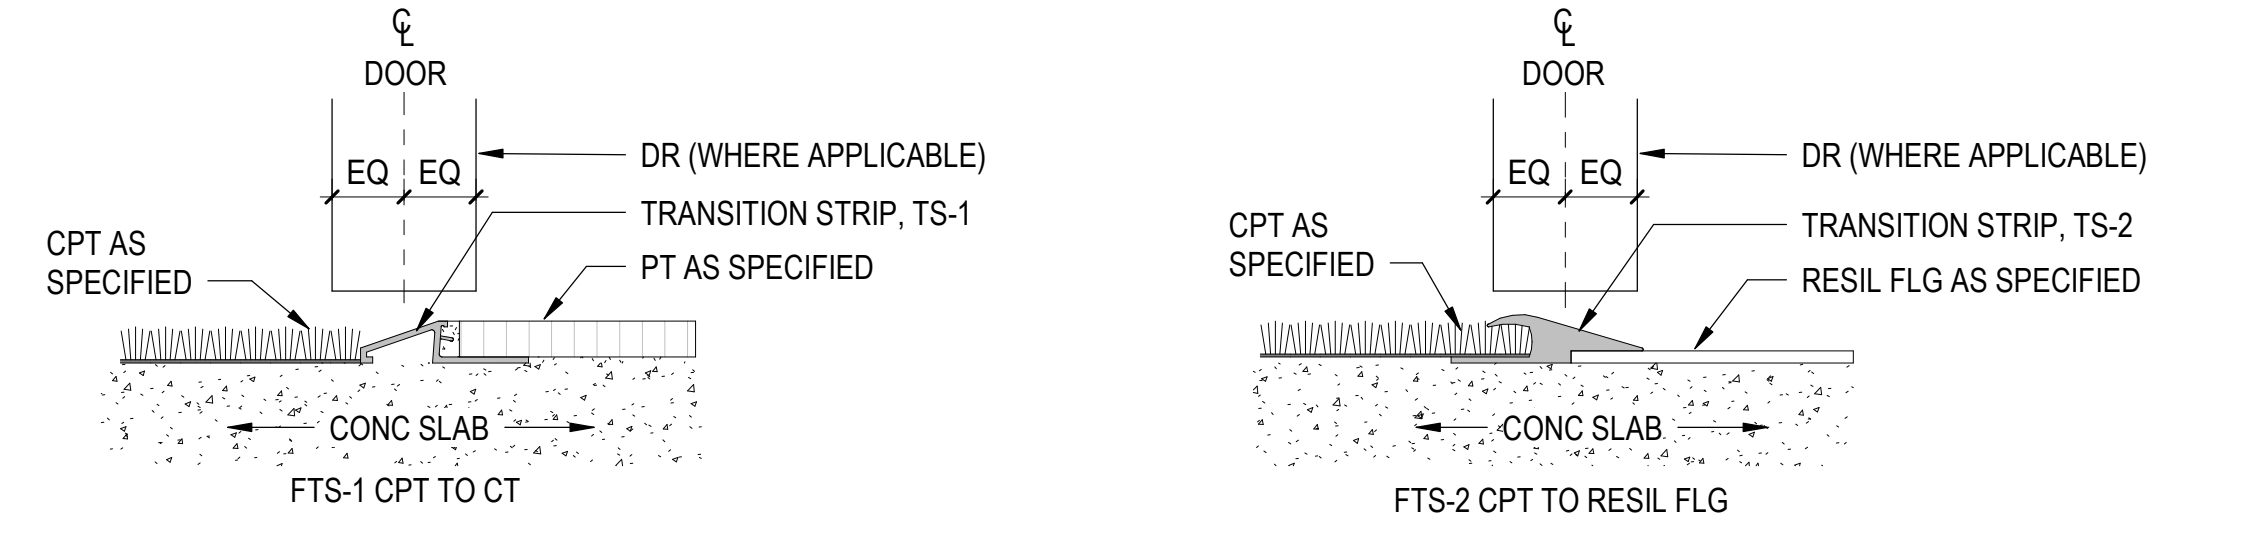 ℄
DOOR
EQ EQ
DR (WHERE APPLICABLE)
TRANSITION STRIP, TS-1
PT AS SPECIFIED
CPT AS
SPECIFIED
CONC SLAB
FTS-1 CPT TO CT
℄
DOOR
EQ EQ
DR (WHERE APPLICABLE)
TRANSITION STRIP, TS-2
RESIL FLG AS SPECIFIED
CPT AS
SPECIFIED
CONC SLAB
FTS-2 CPT TO RESIL FLG